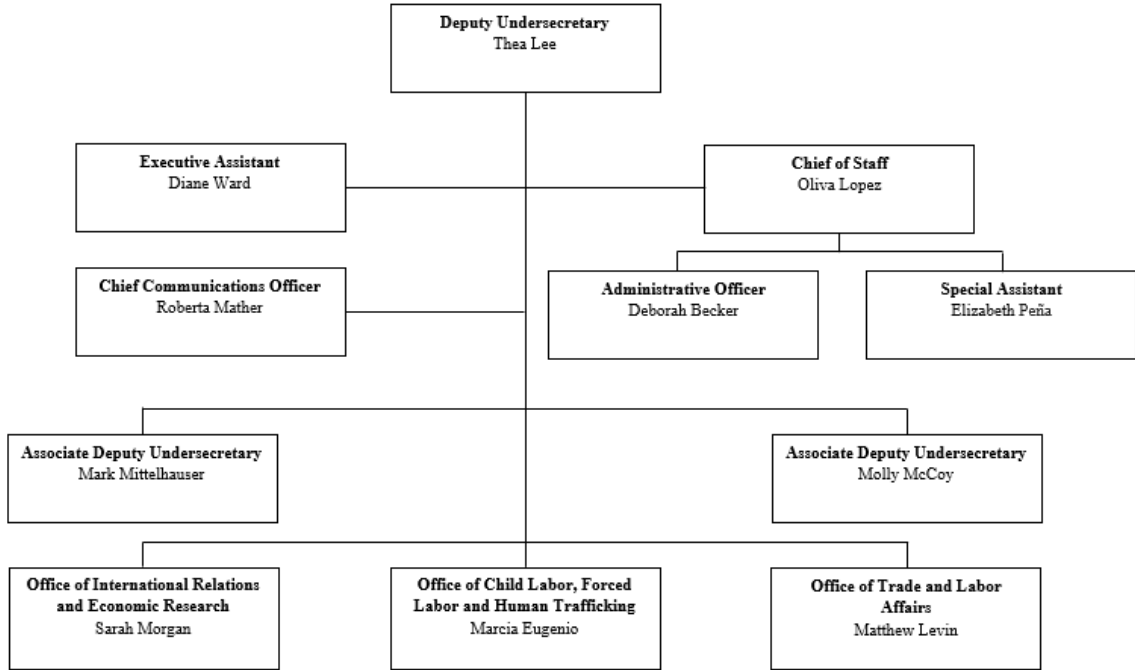 Deputy Undersecretary
Thea Lee
Executive Assistant
Diane Ward
Chief of Staff
Oliva Lopez
Chief Communications Officer
Roberta Mather
Administrative Officer
Deborah Becker
Special Assistant
Elizabeth Peña
Associate Deputy Undersecretary
Mark Mittelhauser
Associate Deputy Undersecretary
Molly McCoy
Office of International Relations
and Economic Research
Sarah Morgan
Office of Child Labor, Forced
Labor and Human Trafficking
Marcia Eugenio
Office of Trade and Labor
Affairs
Matthew Levin